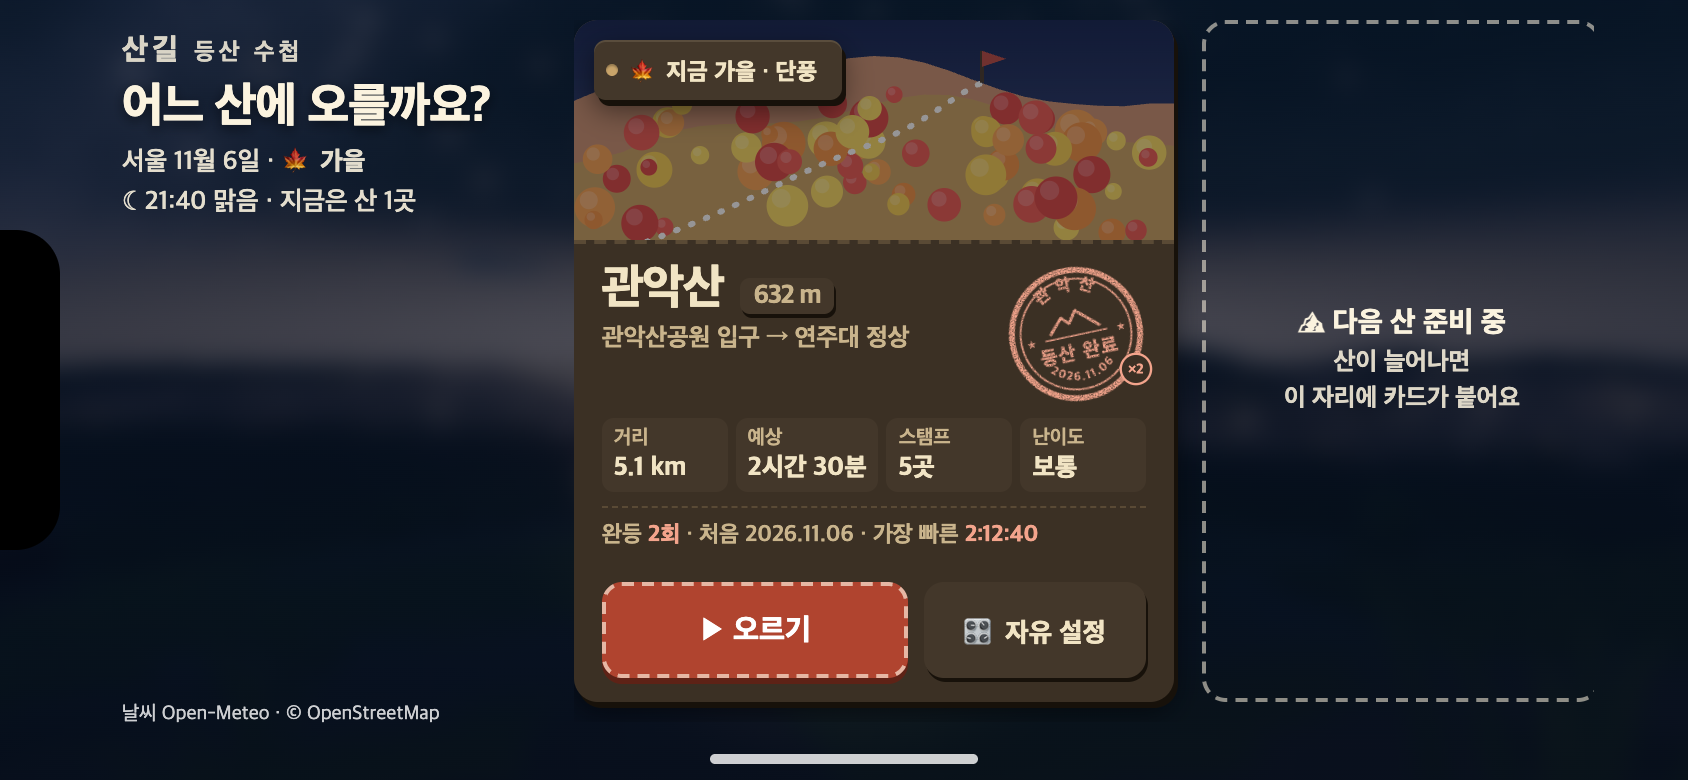 산길 등산 수첩
어느 산에 오를까요?
서울 11월 6일 · 🍁 가을
☾ 21:40 맑음 · 지금은 산 1곳
날씨 Open-Meteo · © OpenStreetMap
🍁 지금 가을 · 단풍
관악산 632 m
관악산공원 입구 → 연주대 정상
관악산
등산 완료
2026.11.06
×2
거리
5.1 km
예상
2시간 30분
스탬프
5곳
난이도
보통
완등 2회 · 처음 2026.11.06 · 가장 빠른 2:12:40
▶ 오르기
🎛 자유 설정
⛰ 다음 산 준비 중
산이 늘어나면
이 자리에 카드가 붙어요